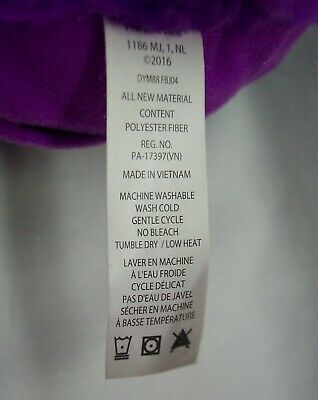 1186 MJ, 1, NL
©2016
DYM88 FBJ04
ALL NEW MATERIAL
CONTENT
POLYESTER FIBER
REG. NO.
PA-17397(VN)
MADE IN VIETNAM
MACHINE WASHABLE
WASH COLD
GENTLE CYCLE
NO BLEACH
TUMBLE DRY / LOW HEAT
LAVER EN MACHINE
À L'EAU FROIDE
CYCLE DÉLICAT
PAS D'EAU DE JAVEL
SÉCHER EN MACHINE
À BASSE TEMPÉRATURE